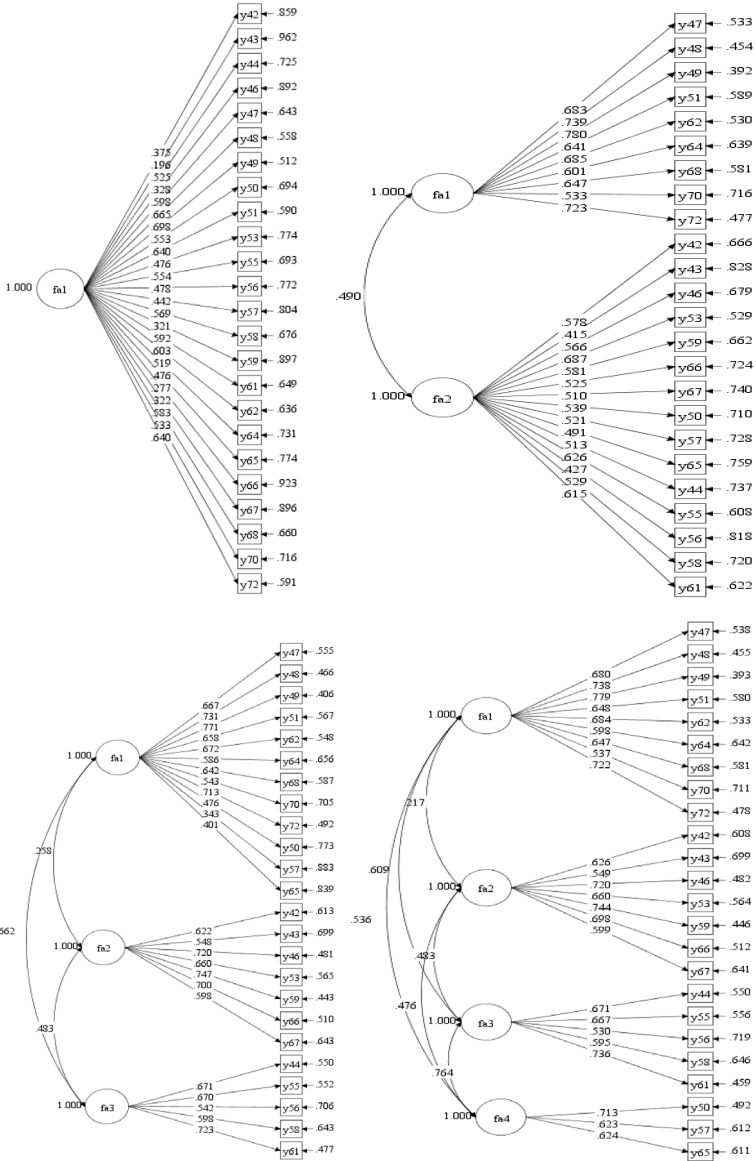 y42 .859
y43 .962
y44 .725
y46 .892
y47 .643
y48 .558
y49 .512
y50 .694
y51 .590
y53 .774
y55 .693
y56 .772
y57 .804
y58 .676
y59 .897
y61 .649
y62 .636
y64 .731
y65 .774
y66 .923
y67 .896
y68 .660
y70 .716
y72 .591
.375
.196
.525
.328
.598
.665
.698
.553
.640
.476
.554
.478
.442
.569
.321
.592
.603
.519
.476
.277
.322
.583
.533
.640
1.000 fa1
y47 .533
y48 .454
y49 .392
y51 .589
y62 .530
y64 .639
y68 .581
y70 .716
y72 .477
.683
.739
.780
.641
.685
.601
.647
.533
.723
1.000 fa1
.490
y42 .666
y43 .828
y46 .679
y53 .529
y59 .662
y66 .724
y67 .740
y50 .710
y57 .728
y65 .759
y44 .737
y55 .608
y56 .818
y58 .720
y61 .622
.578
.415
.566
.687
.581
.525
.510
.539
.521
.491
.513
.626
.427
.529
.615
1.000 fa2
y47 .555
y48 .466
y49 .406
y51 .567
y62 .548
y64 .656
y68 .587
y70 .705
y72 .492
y50 .773
y57 .883
y65 .839
.667
.731
.771
.658
.672
.586
.642
.543
.713
.476
.343
.401
1.000 fa1
.258
662
y42 .613
y43 .699
y46 .481
y53 .565
y59 .443
y66 .510
y67 .643
.622
.548
.720
.660
.747
.700
.598
1.000 fa2
.483
y44 .550
y55 .552
y56 .706
y58 .643
y61 .477
.671
.670
.542
.598
.723
1.000 fa3
y47 .538
y48 .455
y49 .393
y51 .580
y62 .533
y64 .642
y68 .581
y70 .711
y72 .478
.680
.738
.779
.648
.684
.598
.647
.537
.722
1.000 fa1
.217
.609
.536
y42 .608
y43 .699
y46 .482
y53 .564
y59 .446
y66 .512
y67 .641
.626
.549
.720
.660
.744
.698
.599
1.000 fa2
.483
.476
y44 .550
y55 .556
y56 .719
y58 .646
y61 .459
.671
.667
.530
.595
.736
1.000 fa3
.764
y50 .492
y57 .612
y65 .611
.713
.623
.624
1.000 fa4